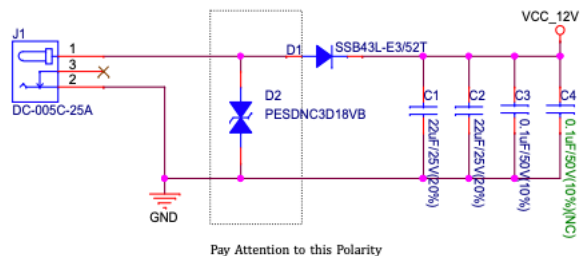 VCC_12V
J1
1
3
2
DC-005C-25A
D1
SSB43L-E3/52T
D2
PESDNC3D18VB
C1
22uF/25V(20%)
C2
22uF/25V(20%)
C3
0.1uF/50V(10%)
C4
0.1uF/50V(10%)(NC)
GND
Pay Attention to this Polarity